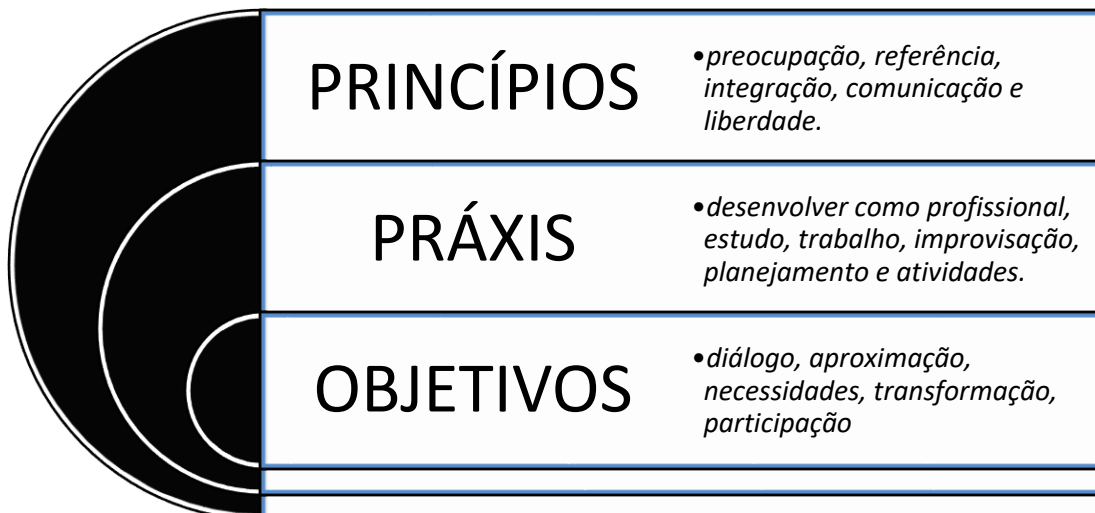 PRINCÍPIOS
•preocupação, referência,
integração, comunicação e
liberdade.
PRÁXIS
•desenvolver como profissional,
estudo, trabalho, improvisação,
planejamento e atividades.
OBJETIVOS
•diálogo, aproximação,
necessidades, transformação,
participação